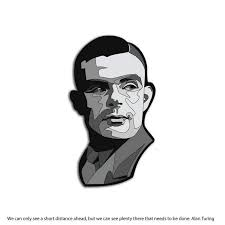 We can only see a short distance ahead, but we can see plenty there that needs to be done. Alan Turing